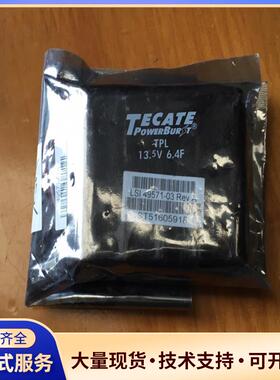 TECATE
POWERBURST®
TPL
13.5V 6.4F
LSI 49571-03 Rev
齐全
式服务
大量现货·技术支持·可开